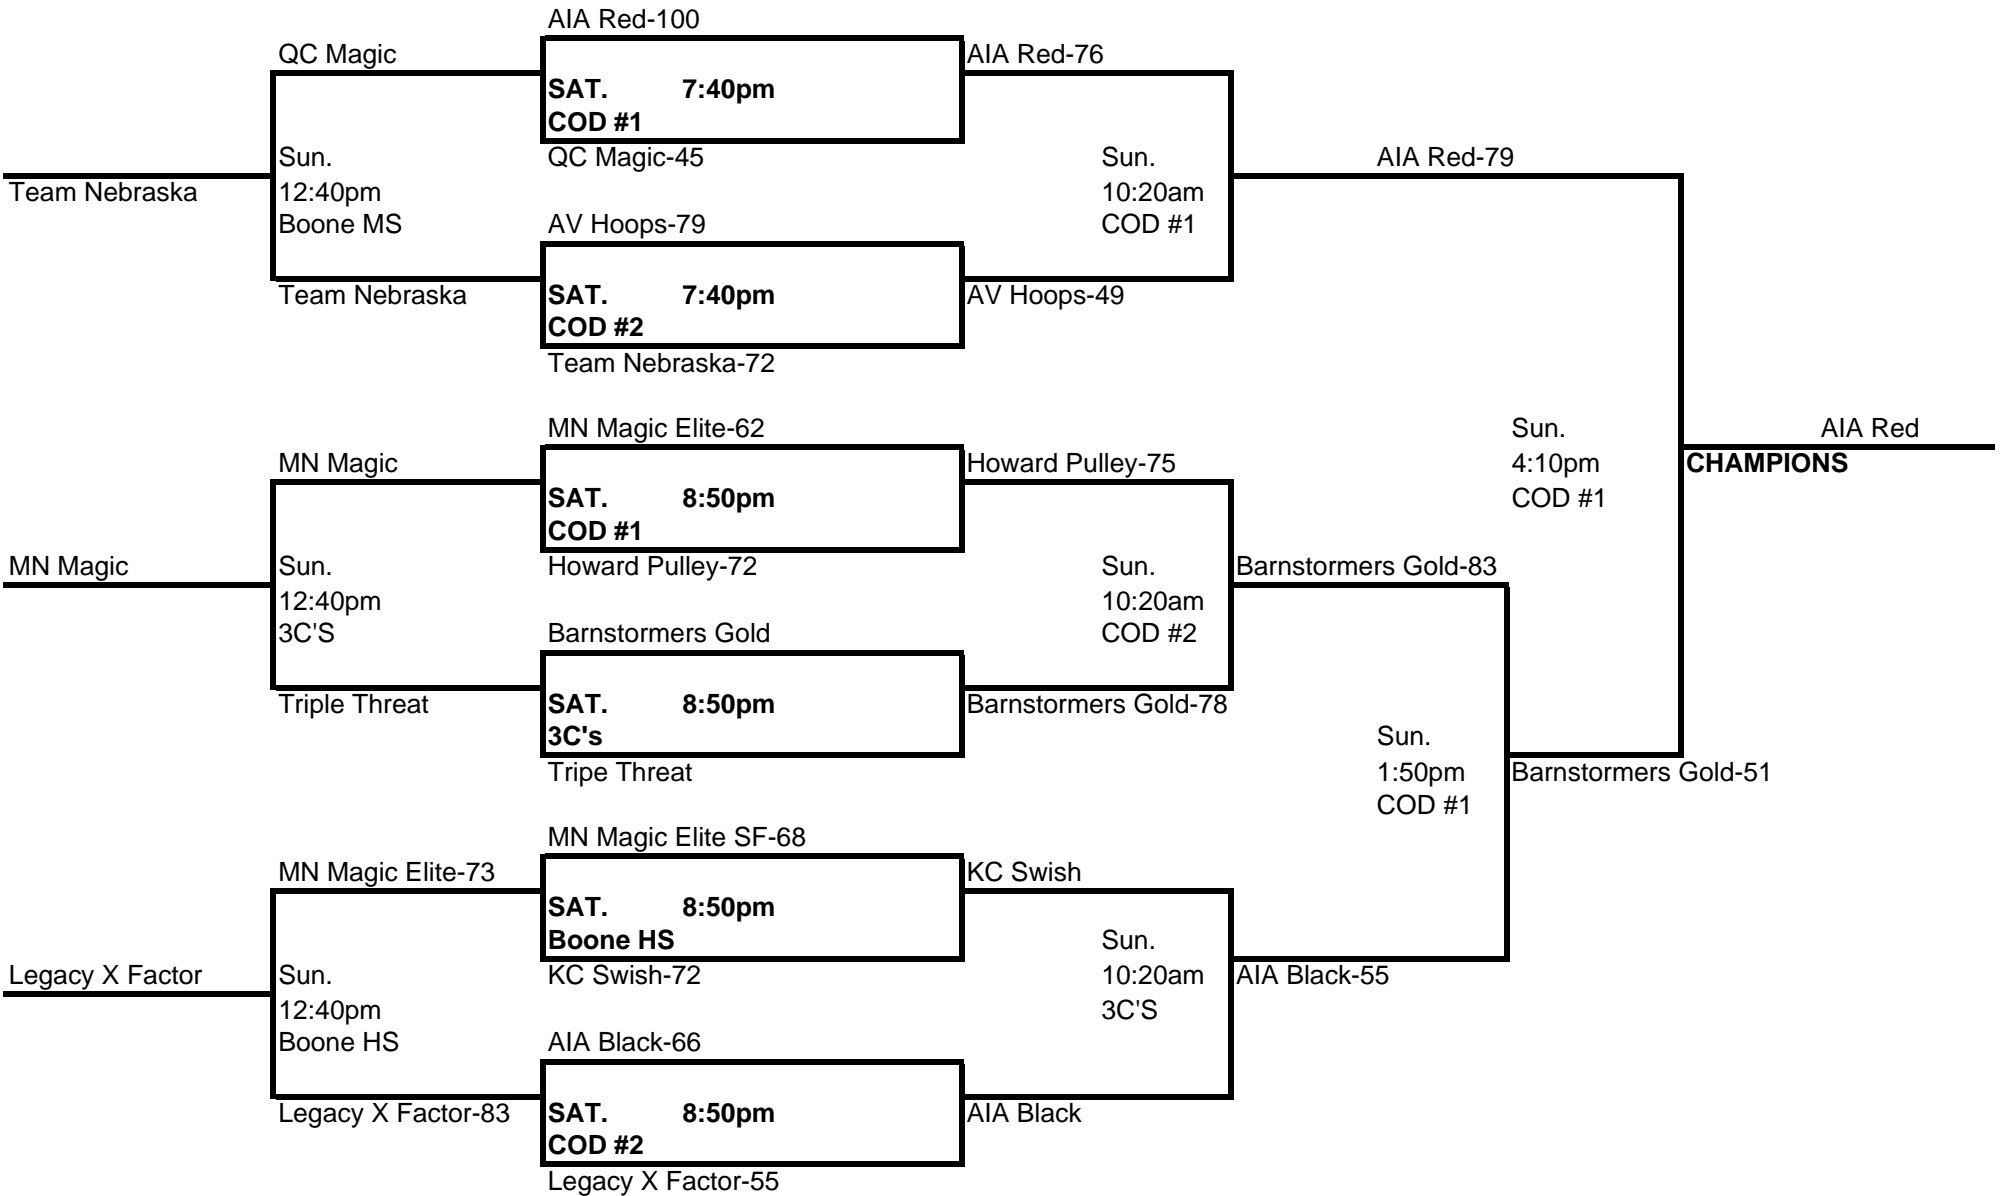 AIA Red-100
QC Magic
AIA Red-76
SAT. 7:40pm
COD #1
Sun.
QC Magic-45
Sun.
AIA Red-79
Team Nebraska
12:40pm
10:20am
Boone MS
AV Hoops-79
COD #1
Team Nebraska
SAT. 7:40pm
AV Hoops-49
COD #2
Team Nebraska-72
MN Magic Elite-62
Sun.
AIA Red
MN Magic
Howard Pulley-75
4:10pm
CHAMPIONS
SAT. 8:50pm
COD #1
COD #1
MN Magic
Sun.
Howard Pulley-72
Sun.
Barnstormers Gold-83
12:40pm
10:20am
3C'S
Barnstormers Gold
COD #2
Triple Threat
SAT. 8:50pm
Barnstormers Gold-78
3C's
Sun.
Tripe Threat
1:50pm
Barnstormers Gold-51
COD #1
MN Magic Elite SF-68
MN Magic Elite-73
KC Swish
SAT. 8:50pm
Boone HS
Sun.
Legacy X Factor
Sun.
KC Swish-72
10:20am
AIA Black-55
12:40pm
3C'S
Boone HS
AIA Black-66
Legacy X Factor-83
SAT. 8:50pm
AIA Black
COD #2
Legacy X Factor-55